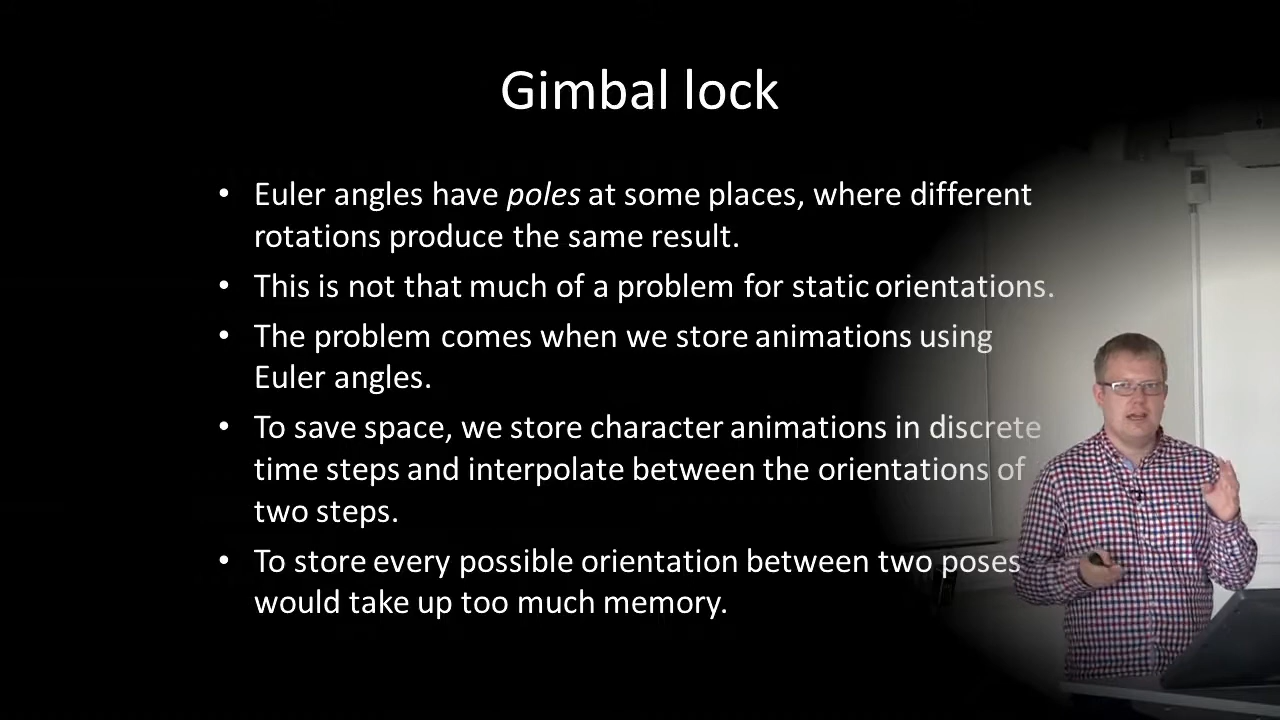 Gimbal lock
• Euler angles have poles at some places, where different
rotations produce the same result.
• This is not that much of a problem for static orientations.
• The problem comes when we store animations using
Euler angles.
• To save space, we store character animations in discrete
time steps and interpolate between the orientations of
two steps.
• To store every possible orientation between two poses
would take up too much memory.